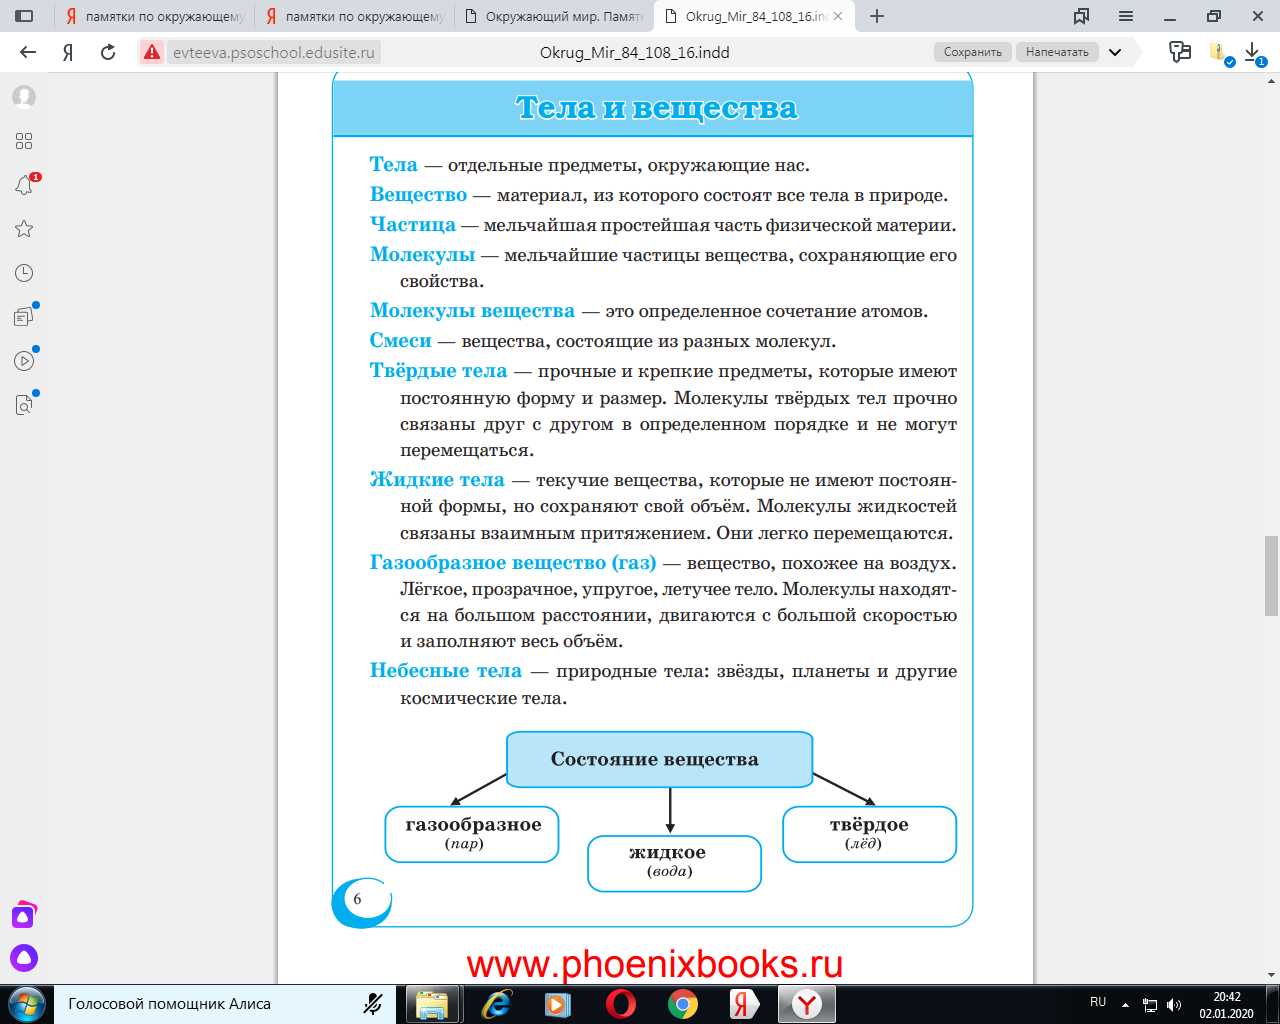 памятки по окружающему
памятки по окружающему
Окружающий мир. Памятк
Okrug_Mir_84_108_16.indd
Я
evteeva.psoschool.edusite.ru
Okrug_Mir_84_108_16.indd
Сохранить
Напечатать
1
1
Тела и вещества
Тела — отдельные предметы, окружающие нас.
Вещество — материал, из которого состоят все тела в природе.
Частица — мельчайшая простейшая часть физической материи.
Молекулы — мельчайшие частицы вещества, сохраняющие его
свойства.
Молекулы вещества — это определенное сочетание атомов.
Смеси — вещества, состоящие из разных молекул.
Твёрдые тела — прочные и крепкие предметы, которые имеют
постоянную форму и размер. Молекулы твёрдых тел прочно
связаны друг с другом в определенном порядке и не могут
перемещаться.
Жидкие тела — текучие вещества, которые не имеют постоян-
ной формы, но сохраняют свой объём. Молекулы жидкостей
связаны взаимным притяжением. Они легко перемещаются.
Газообразное вещество (газ) — вещество, похожее на воздух.
Лёгкое, прозрачное, упругое, летучее тело. Молекулы находят-
ся на большом расстоянии, двигаются с большой скоростью
и заполняют весь объём.
Небесные тела — природные тела: звёзды, планеты и другие
космические тела.
Состояние вещества
газообразное
(пар)
жидкое
(вода)
твёрдое
(лёд)
6
www.phoenixbooks.ru
Голосовой помощник Алиса
RU
20:42
02.01.2020